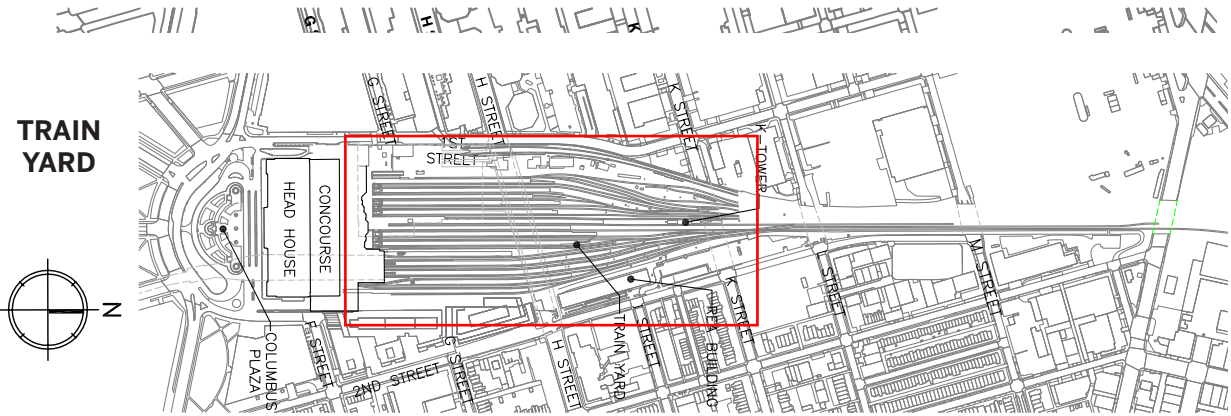 G S
H S
K
TRAIN
YARD
G STREET
H STREET
K STREET
K TOWER
1ST
STREET
HEAD HOUSE
CONCOURSE
N
COLUMBUS
PLAZA
F STREET
2ND STREET
G STREET
H STREET
TRAIN YARD
I STREET
REA BUILDING
K STREET
L STREET
M STREET